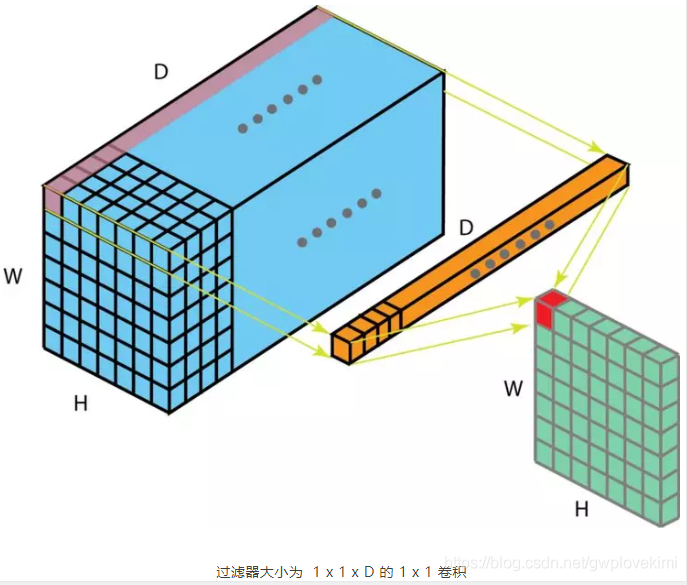 D
W
H
D
W
H
https://blog.csdn.net/gwplovekimi
过滤器大小为 1 x 1 x D 的 1 x 1 卷积